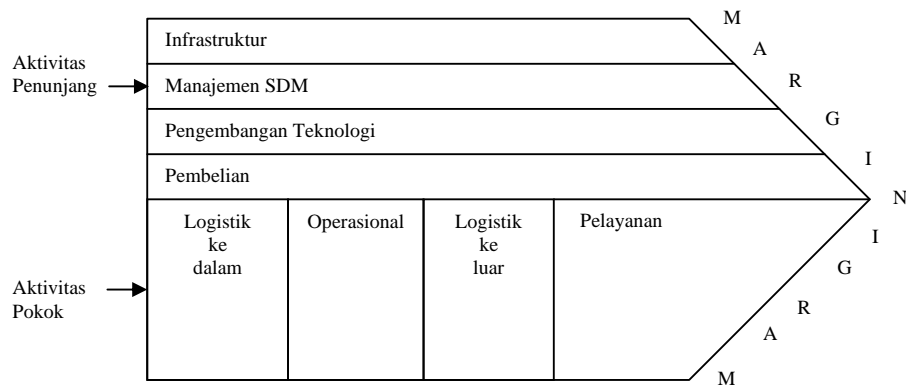 M
A
R
G
I
N
Infrastruktur
Aktivitas
Penunjang
Manajemen SDM
Pengembangan Teknologi
Pembelian
Logistik
ke
dalam
Operasional
Logistik
ke
luar
Pelayanan
Aktivitas
Pokok
I
G
R
A
M